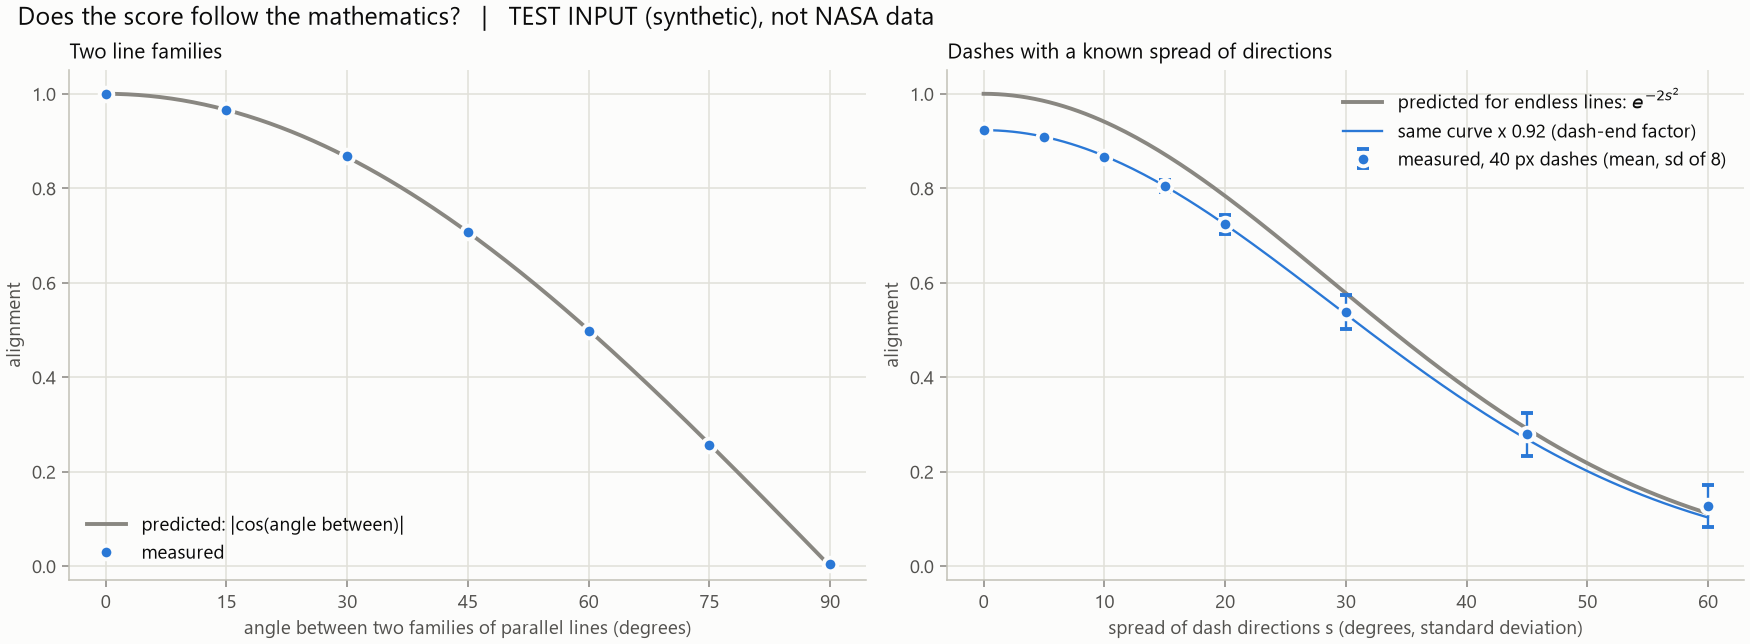 Does the score follow the mathematics?   |   TEST INPUT (synthetic), not NASA data
Two line families
alignment
1.0
0.8
0.6
0.4
0.2
0.0
predicted: |cos(angle between)|
measured
0 15 30 45 60 75 90
angle between two families of parallel lines (degrees)
Dashes with a known spread of directions
alignment
1.0
0.8
0.6
0.4
0.2
0.0
predicted for endless lines: e^{−2s²}
same curve x 0.92 (dash-end factor)
measured, 40 px dashes (mean, sd of 8)
0 10 20 30 40 50 60
spread of dash directions s (degrees, standard deviation)